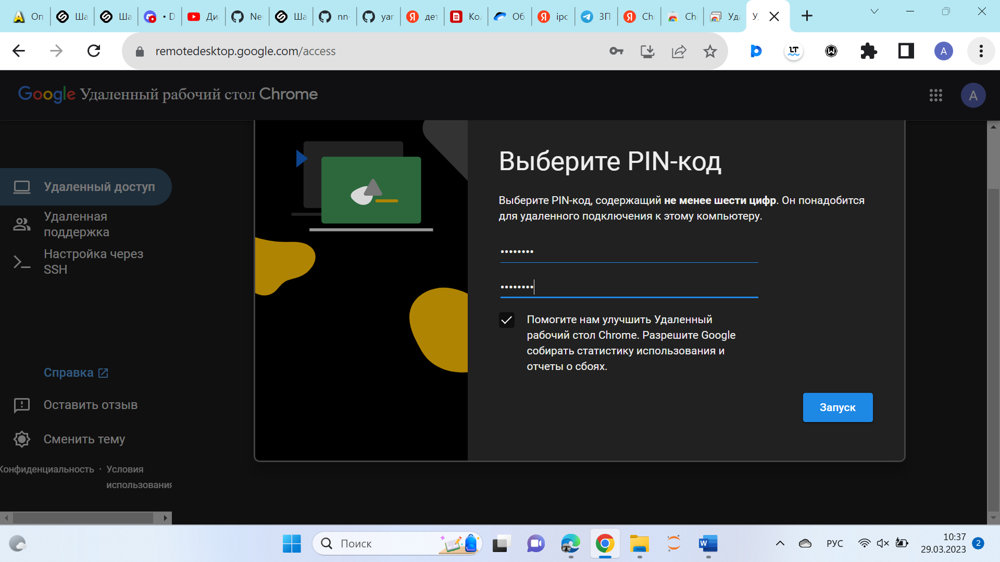 Оп
Ша
Ша
• D
Ди
Ne
Ша
nn-
yar
дет
Кол
Об
ipc
ЗП
Ch
Ch
Уда
У
remotedesktop.google.com/access
A
Google Удаленный рабочий стол Chrome
A
Удаленный доступ
Удаленная
поддержка
Настройка через
SSH
Справка
Оставить отзыв
Сменить тему
Конфиденциальность · Условия
использования
Выберите PIN-код
Выберите PIN-код, содержащий не менее шести цифр. Он понадобится
для удаленного подключения к этому компьютеру.
••••••••
••••••••
Помогите нам улучшить Удаленный
рабочий стол Chrome. Разрешите Google
собирать статистику использования и
отчеты о сбоях.
Запуск
Поиск
РУС
10:37
29.03.2023
2